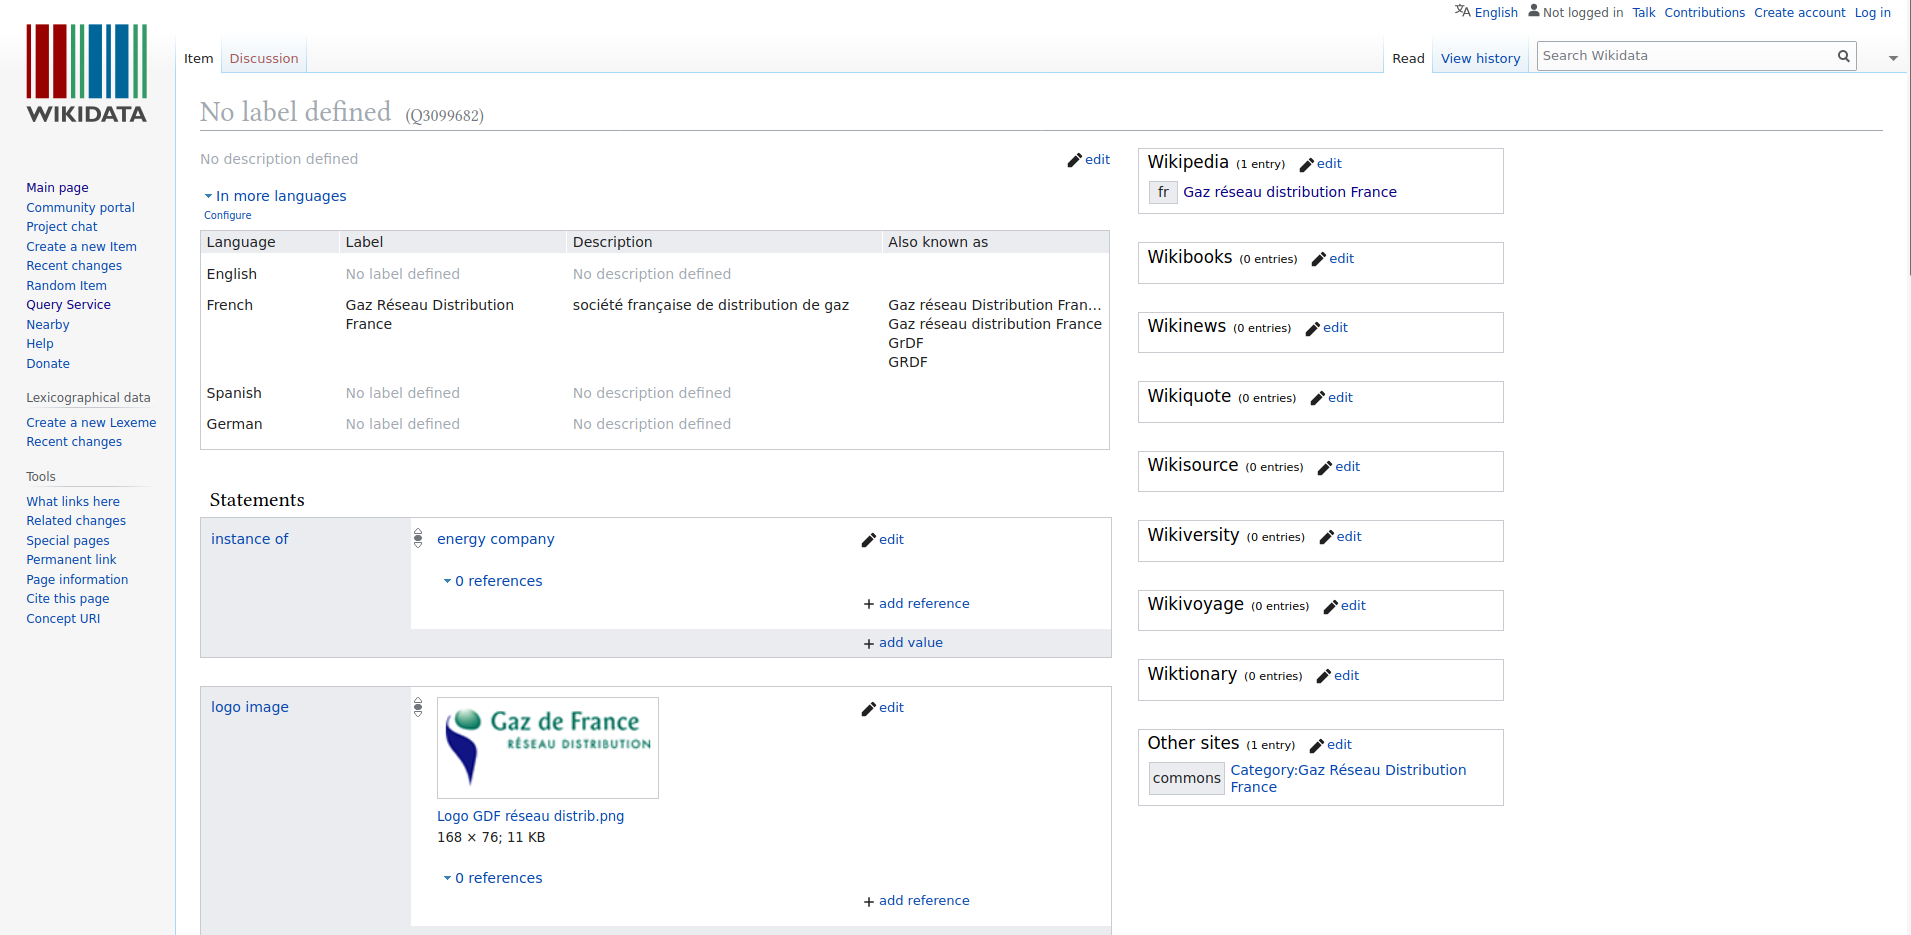 English Not logged in Talk Contributions Create account Log in
WIKIDATA
Item Discussion Read View history Search Wikidata
No label defined (Q3099682)
No description defined edit
In more languages
Configure
Language Label Description Also known as
English No label defined No description defined
French Gaz Réseau Distribution France société française de distribution de gaz Gaz réseau Distribution Fran...
Gaz réseau distribution France
GrDF
GRDF
Spanish No label defined No description defined
German No label defined No description defined
Statements
instance of energy company edit
0 references
+ add reference
+ add value
logo image edit
Gaz de France
RÉSEAU DISTRIBUTION
Logo GDF réseau distrib.png
168 × 76; 11 KB
0 references
+ add reference
Main page
Community portal
Project chat
Create a new Item
Recent changes
Random Item
Query Service
Nearby
Help
Donate
Lexicographical data
Create a new Lexeme
Recent changes
Tools
What links here
Related changes
Special pages
Permanent link
Page information
Cite this page
Concept URI
Wikipedia (1 entry) edit
fr Gaz réseau distribution France
Wikibooks (0 entries) edit
Wikinews (0 entries) edit
Wikiquote (0 entries) edit
Wikisource (0 entries) edit
Wikiversity (0 entries) edit
Wikivoyage (0 entries) edit
Wiktionary (0 entries) edit
Other sites (1 entry) edit
commons Category:Gaz Réseau Distribution
France